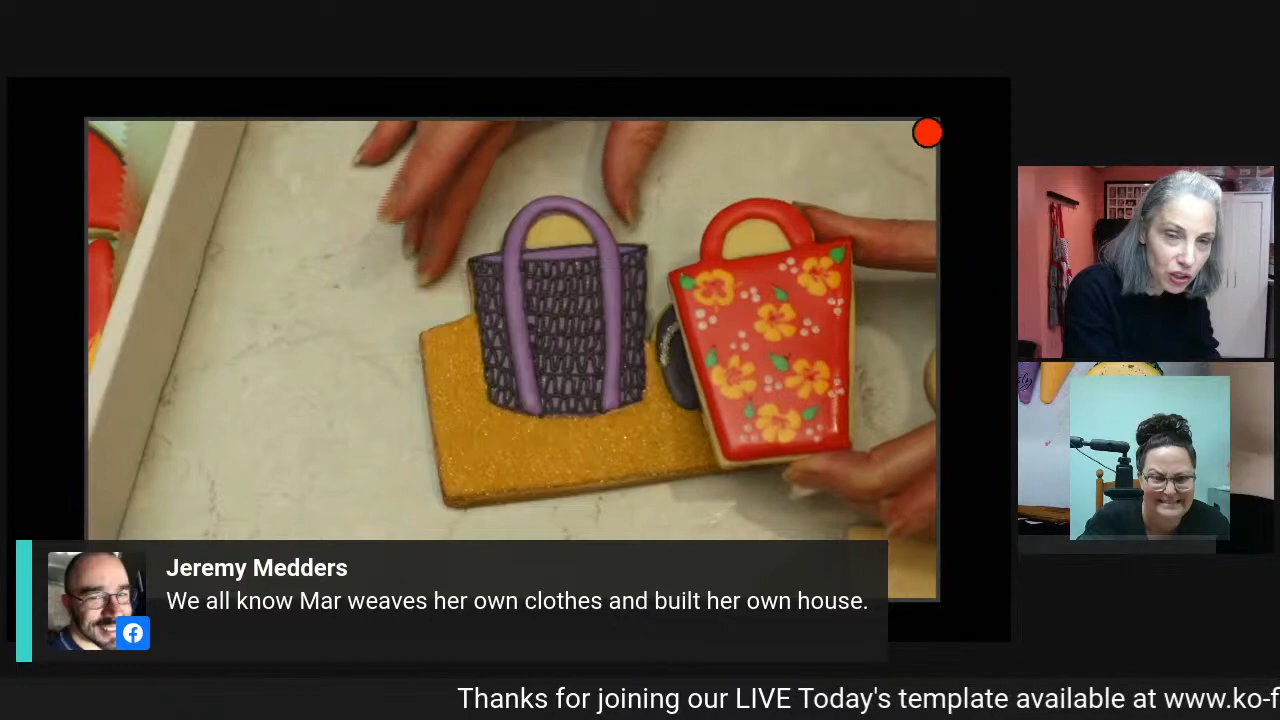 Jeremy Medders
We all know Mar weaves her own clothes and built her own house.
Thanks for joining our LIVE Today's template available at www.ko-f